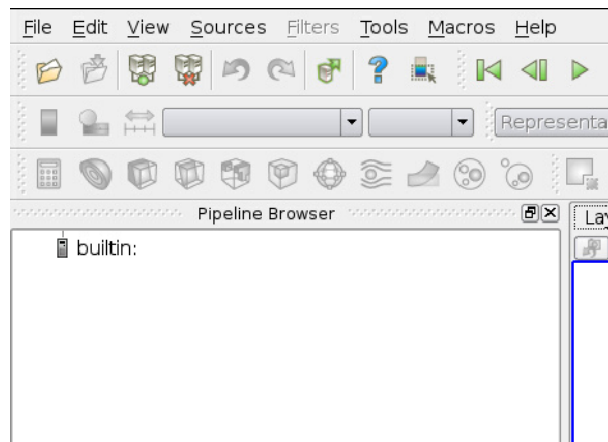 File Edit View Sources Filters Tools Macros Help
?
Representa
Pipeline Browser
Lay
builtin: